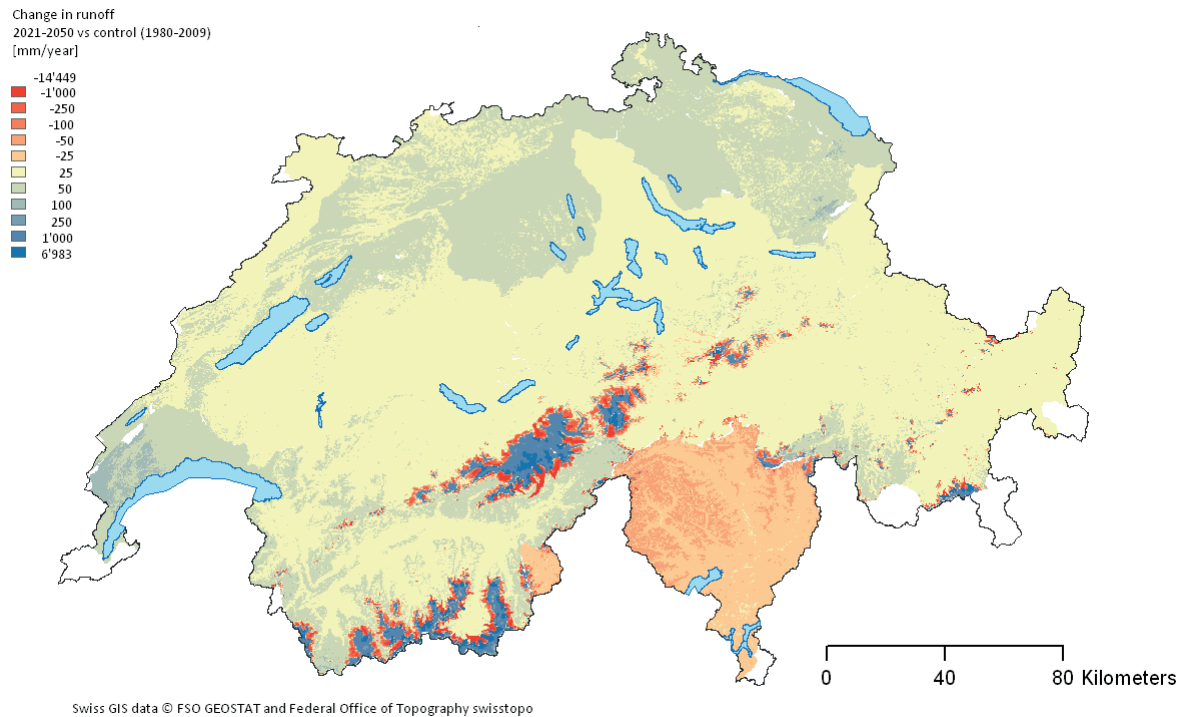 Change in runoff
2021-2050 vs control (1980-2009)
[mm/year]
-14'449
-1'000
-250
-100
-50
-25
25
50
100
250
1'000
6'983
0 40 80 Kilometers
Swiss GIS data © FSO GEOSTAT and Federal Office of Topography swisstopo